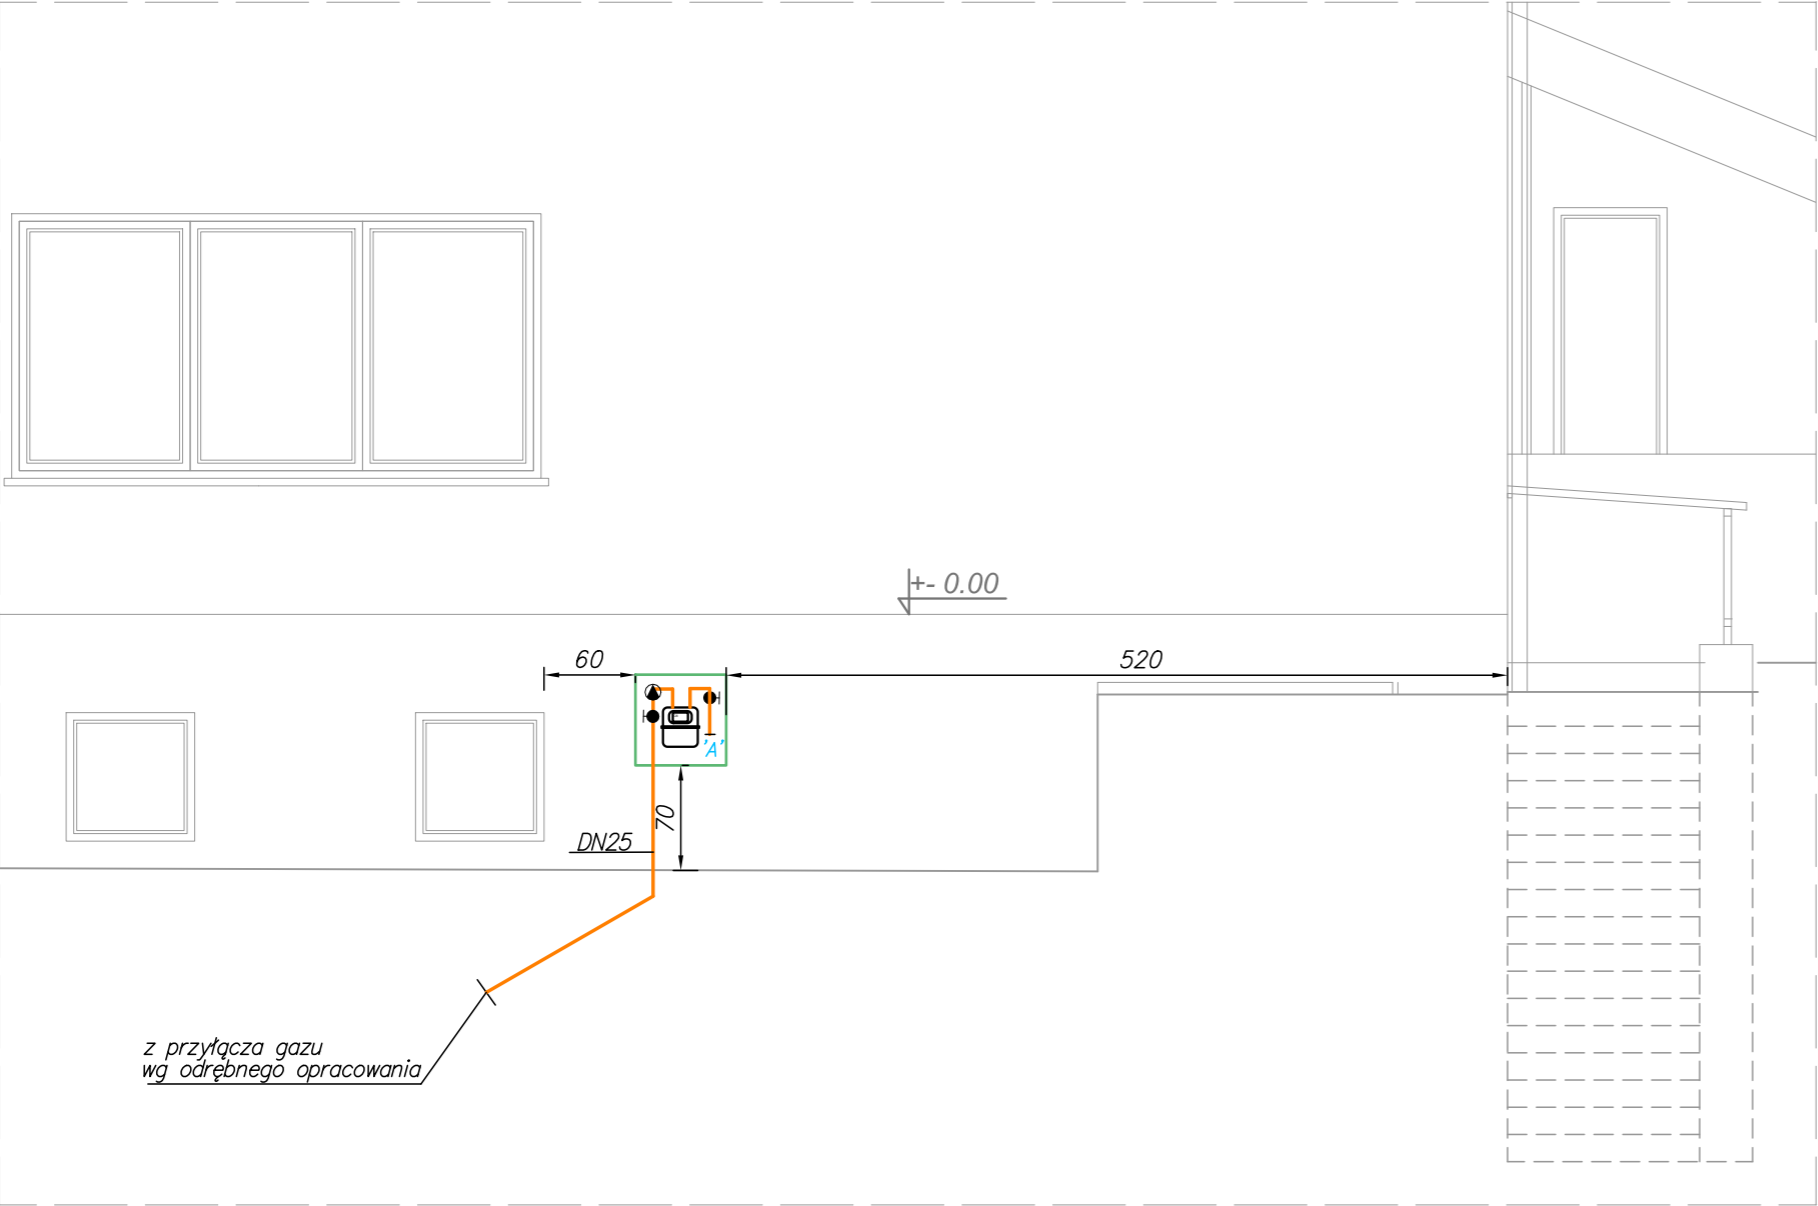 +- 0.00
60
520
'A'
70
DN25
z przyłącza gazu
wg odrębnego opracowania